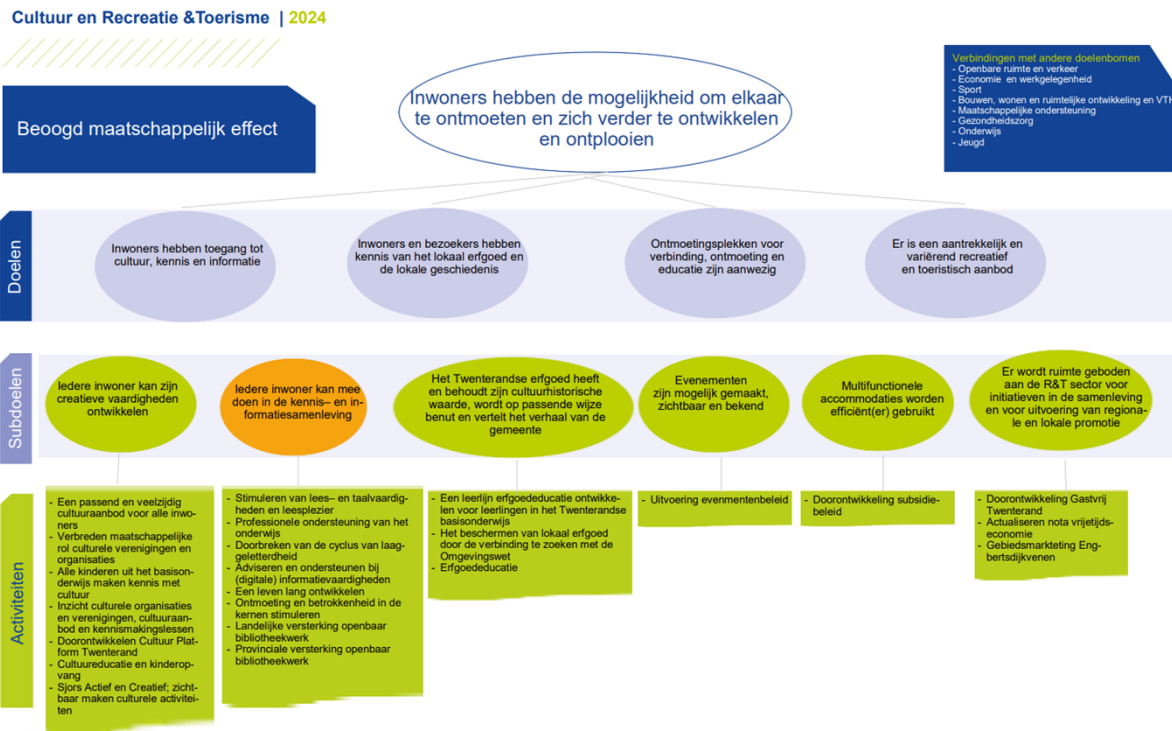 Cultuur en Recreatie &Toerisme | 2024
Beoogd maatschappelijk effect
Inwoners hebben de mogelijkheid om elkaar
te ontmoeten en zich verder te ontwikkelen
en ontplooien
Verbindingen met andere doelenbomen
- Openbare ruimte en verkeer
- Economie en werkgelegenheid
- Sport
- Bouwen, wonen en ruimtelijke ontwikkeling en VTH
- Maatschappelijke ondersteuning
- Gezondheidszorg
- Onderwijs
- Jeugd
Doelen
Inwoners hebben toegang tot
cultuur, kennis en informatie
Inwoners en bezoekers hebben
kennis van het lokaal erfgoed en
de lokale geschiedenis
Ontmoetingsplekken voor
verbinding, ontmoeting en
educatie zijn aanwezig
Er is een aantrekkelijk en
variërend recreatief
en toeristisch aanbod
Subdoelen
Iedere inwoner kan zijn
creatieve vaardigheden
ontwikkelen
Iedere inwoner kan mee
doen in de kennis– en in-
formatiesamenleving
Het Twenterandse erfgoed heeft
en behoudt zijn cultuurhistorische
waarde, wordt op passende wijze
benut en vertelt het verhaal van de
gemeente
Evenementen
zijn mogelijk gemaakt,
zichtbaar en bekend
Multifunctionele
accommodaties worden
efficiënt(er) gebruikt
Er wordt ruimte geboden
aan de R&T sector voor
initiatieven in de samenleving
en voor uitvoering van regiona-
le en lokale promotie
Activiteiten
- Een passend en veelzijdig
cultuuraanbod voor alle inwo-
ners
- Verbreden maatschappelijke
rol culturele verenigingen en
organisaties
- Alle kinderen uit het basison-
derwijs maken kennis met
cultuur
- Inzicht culturele organisaties
en verenigingen, cultuuraan-
bod en kennismakingslessen
- Doorontwikkelen Cultuur Plat-
form Twenterand
- Cultuureducatie en kinderop-
vang
- Sjors Actief en Creatief; zicht-
baar maken culturele activitei-
ten
- Stimuleren van lees– en taalvaardig-
heden en leesplezier
- Professionele ondersteuning van het
onderwijs
- Doorbreken van de cyclus van laag-
geletterdheid
- Adviseren en ondersteunen bij
(digitale) informatievaardigheden
- Een leven lang ontwikkelen
- Ontmoeting en betrokkenheid in de
kernen stimuleren
- Landelijke versterking openbaar
bibliotheekwerk
- Provinciale versterking openbaar
bibliotheekwerk
- Een leerlijn erfgoededucatie ontwikke-
len voor leerlingen in het Twenterandse
basisonderwijs
- Het beschermen van lokaal erfgoed
door de verbinding te zoeken met de
Omgevingswet
- Erfgoededucatie
- Uitvoering evenmentenbeleid
- Doorontwikkeling subsidie-
beleid
- Doorontwikkeling Gastvrij
Twenterand
- Actualiseren nota vrijetijds-
economie
- Gebiedsmarkteting Eng-
bertsdijkvenen